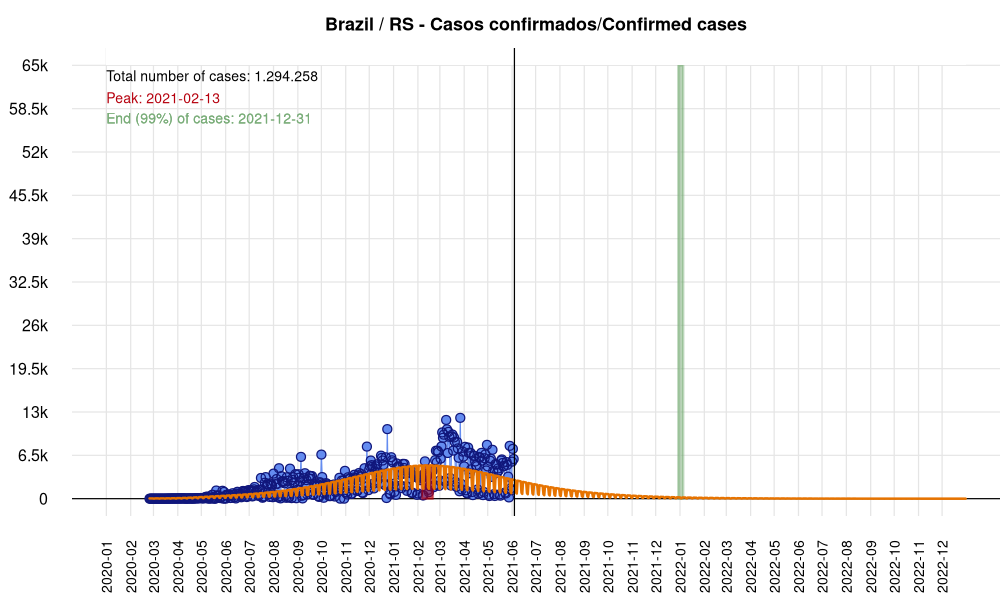 Brazil / RS - Casos confirmados/Confirmed cases
65k
Total number of cases: 1.294.258
Peak: 2021-02-13
58.5k
End (99%) of cases: 2021-12-31
52k
45.5k
39k
32.5k
26k
19.5k
13k
6.5k
0
2020-01
2020-02
2020-03
2020-04
2020-05
2020-06
2020-07
2020-08
2020-09
2020-10
2020-11
2020-12
2021-01
2021-02
2021-03
2021-04
2021-05
2021-06
2021-07
2021-08
2021-09
2021-10
2021-11
2021-12
2022-01
2022-02
2022-03
2022-04
2022-05
2022-06
2022-07
2022-08
2022-09
2022-10
2022-11
2022-12